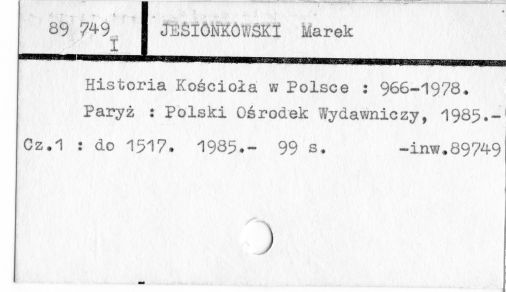 89 749 JESIONKOWSKI Marek
I
Historia Kościoła w Polsce : 966-1978.
Paryż : Polski Ośrodek Wydawniczy, 1985.-
Cz.1 : do 1517. 1985.- 99 s. -inw.89749